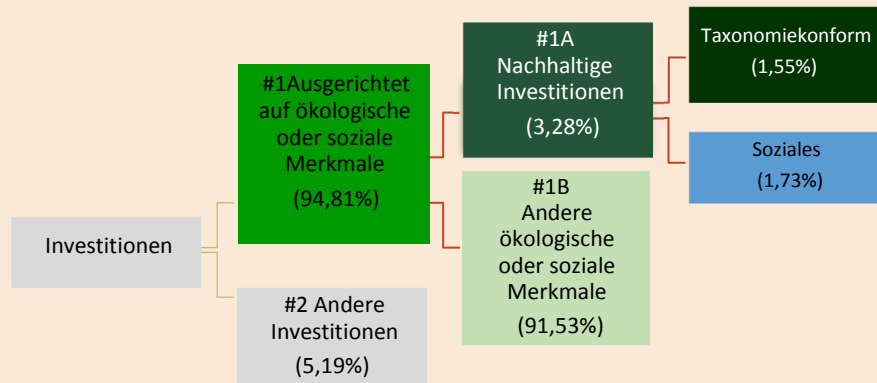 Investitionen
#1Ausgerichtet
auf ökologische
oder soziale
Merkmale
(94,81%)
#2 Andere
Investitionen
(5,19%)
#1A
Nachhaltige
Investitionen
(3,28%)
#1B
Andere
ökologische
oder soziale
Merkmale
(91,53%)
Taxonomiekonform
(1,55%)
Soziales
(1,73%)